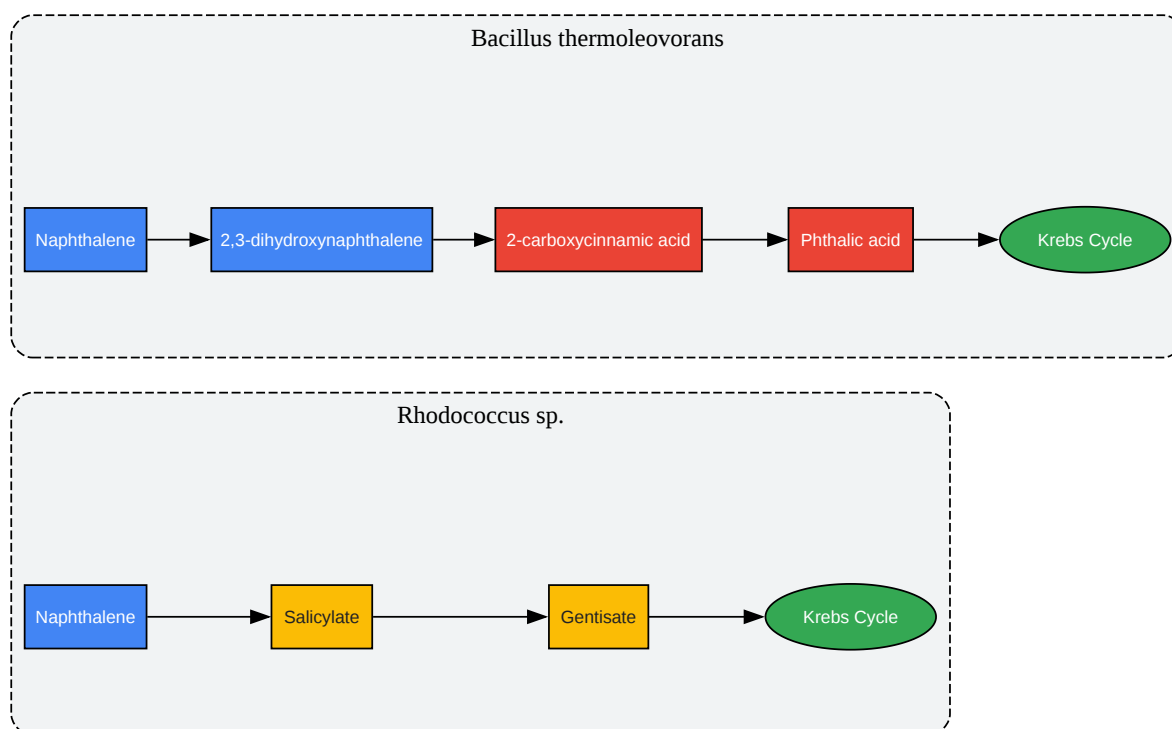 Bacillus thermoleovorans
Naphthalene
2,3-dihydroxynaphthalene
2-carboxycinnamic acid
Phthalic acid
Krebs Cycle
Rhodococcus sp.
Naphthalene
Salicylate
Gentisate
Krebs Cycle